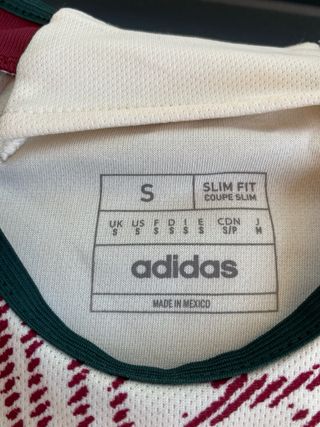 S SLIM FIT
COUPE SLIM
UK US F D I E CDN J
S S S S S S S/P M
adidas
MADE IN MEXICO